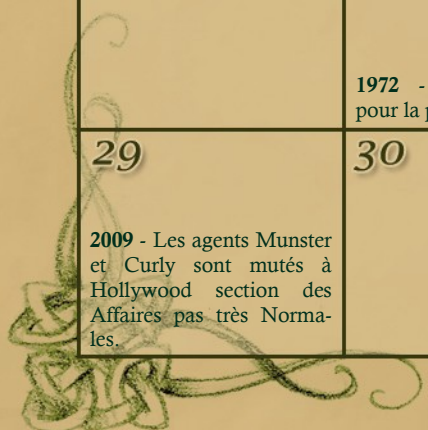 1972 -
pour la
29
30
2009 - Les agents Munster
et Curly sont mutés à
Hollywood section des
Affaires pas très Norma-
les.